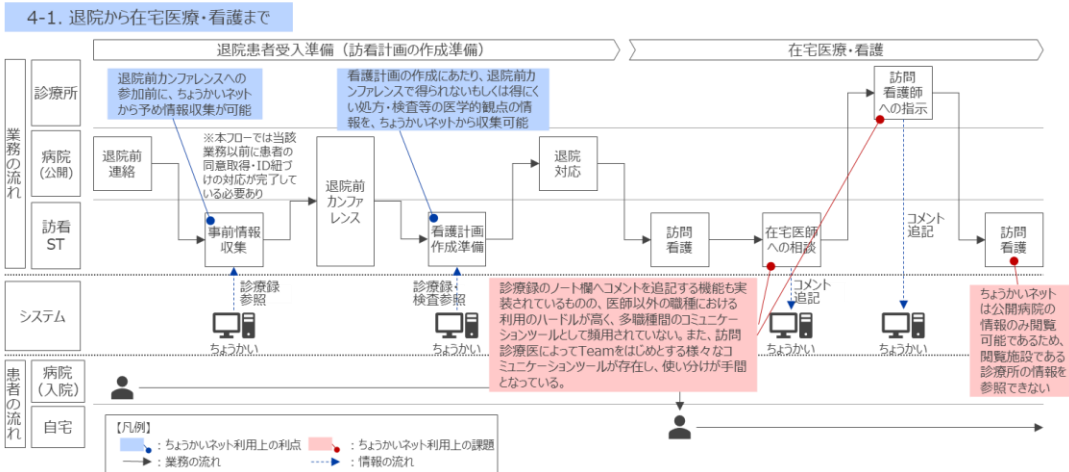 4-1. 退院から在宅医療・看護まで
退院患者受入準備（訪看計画の作成準備）
在宅医療・看護
業務の流れ
診療所
病院
(公開)
訪看
ST
退院前カンファレンスへの
参加前に、ちょうかいネット
から予め情報収集が可能
看護計画の作成にあたり、退院前カ
ンファレンスで得られないもしくは得にく
い処方・検査等の医学的観点の情
報を、ちょうかいネットから収集可能
訪問
看護師
への指示
退院前
連絡
※本フローでは当該
業務以前に患者の
同意取得・ID紐づ
けの対応が完了して
いる必要あり
退院前
カンファ
レンス
退院
対応
事前情報
収集
看護計画
作成準備
訪問
看護
在宅医師
への相談
コメント
追記
訪問
看護
システム
診療録
参照
ちょうかい
診療録・
検査参照
ちょうかい
診療録のノート欄へコメントを追記する機能も実
装されているものの、医師以外の職種における
利用のハードルが高く、多職種間のコミュニケー
ションツールとして頻用されていない。また、訪問
診療医によってTeamをはじめとする様々なコ
ミュニケーションツールが存在し、使い分けが手間
となっている。
コメント
追記
ちょうかい
ちょうかい
ちょうかいネット
は公開病院の
情報のみ閲覧
可能であるため、
閲覧施設である
診療所の情報を
参照できない
患者の流れ
病院
(入院)
自宅
【凡例】
：ちょうかいネット利用上の利点
：ちょうかいネット利用上の課題
：業務の流れ
：情報の流れ